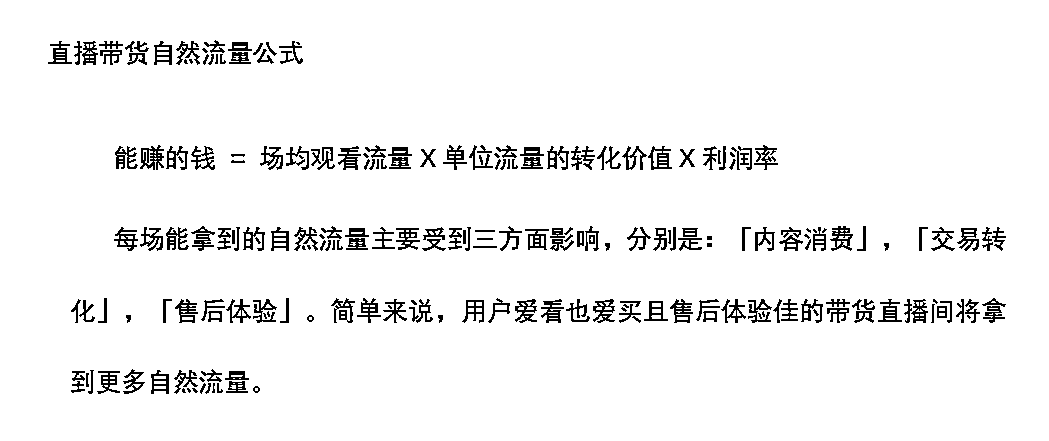 直播带货自然流量公式
能赚的钱 = 场均观看流量 X 单位流量的转化价值 X 利润率
每场能拿到的自然流量主要受到三方面影响，分别是：「内容消费」，「交易转
化」，「售后体验」。简单来说，用户爱看也爱买且售后体验佳的带货直播间将拿
到更多自然流量。